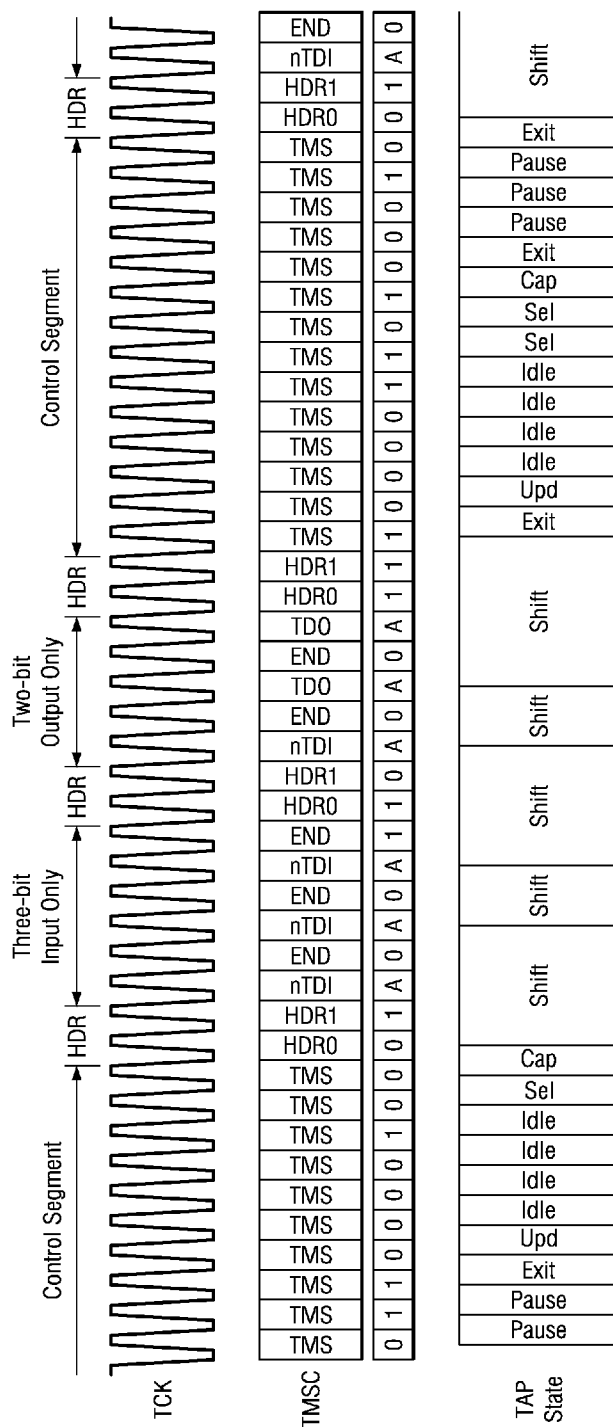 Control Segment
HDR
Three-bit
Input Only
HDR
Two-bit
Output Only
HDR
Control Segment
HDR
TCK
TMSC
TMS TMS TMS TMS TMS TMS TMS TMS TMS TMS HDR0 HDR1 nTDI END nTDI END nTDI END HDR0 HDR1 nTDI END TDO END TDO HDR0 HDR1 TMS TMS TMS TMS TMS TMS TMS TMS TMS TMS TMS TMS TMS TMS HDR0 HDR1 nTDI END
0 1 1 0 0 0 0 1 0 0 0 1 A 0 A 0 A 1 1 0 A 0 A 0 A 1 1 1 0 0 0 0 1 1 0 1 0 0 0 1 0 0 1 A 0
TAP
State
Pause Pause Exit Upd Idle Idle Idle Idle Sel Cap Shift Shift Shift Shift Shift Exit Upd Idle Idle Idle Idle Sel Sel Cap Exit Pause Pause Pause Exit Shift